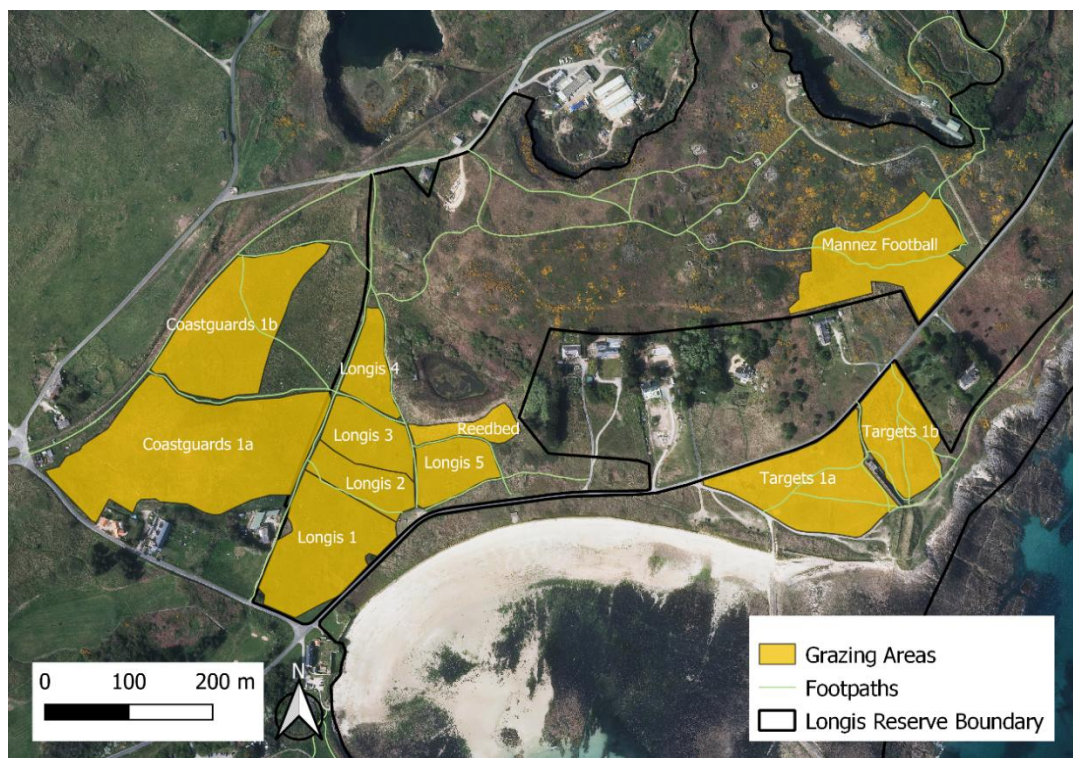 Mannez Football
Coastguards 1b
Longis 4
Longis 3
Reedbed
Coastguards 1a
Targets 1b
Longis 5
Targets 1a
Longis 2
Longis 1
N
0 100 200 m
Grazing Areas
Footpaths
Longis Reserve Boundary